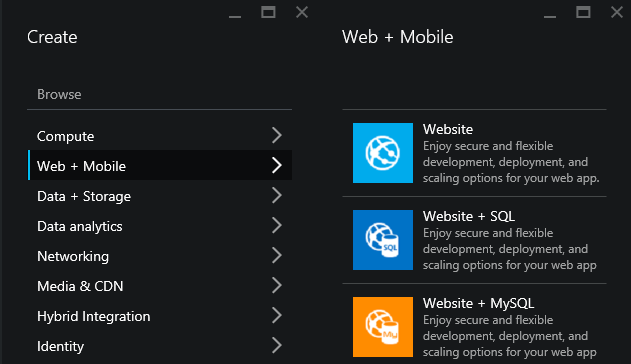 Create
Browse
Compute
Web + Mobile
Data + Storage
Data analytics
Networking
Media & CDN
Hybrid Integration
Identity
Web + Mobile
Website
Enjoy secure and flexible
development, deployment, and
scaling options for your web app.
SQL
Website + SQL
Enjoy secure and flexible
development, deployment, and
scaling options for your web app
My
Website + MySQL
Enjoy secure and flexible
development, deployment, and
scaling options for your web app